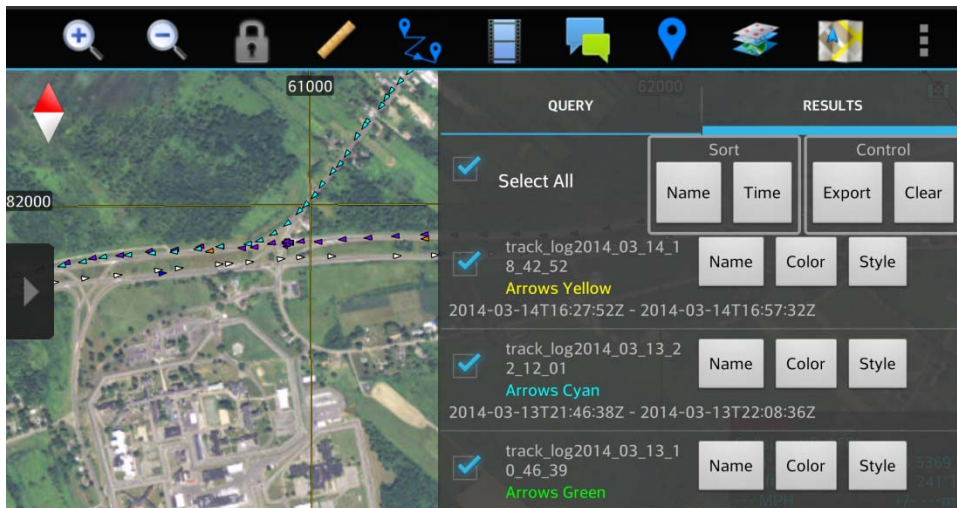 61000
62000
82000
QUERY
RESULTS
Select All
Sort
Name
Time
Control
Export
Clear
track_log2014_03_14_1
8_42_52
Arrows Yellow
Name
Color
Style
2014-03-14T16:27:52Z - 2014-03-14T16:57:32Z
track_log2014_03_13_2
2_12_01
Arrows Cyan
Name
Color
Style
2014-03-13T21:46:38Z - 2014-03-13T22:08:36Z
track_log2014_03_13_1
0_46_39
Arrows Green
Name
Color
Style
MPH